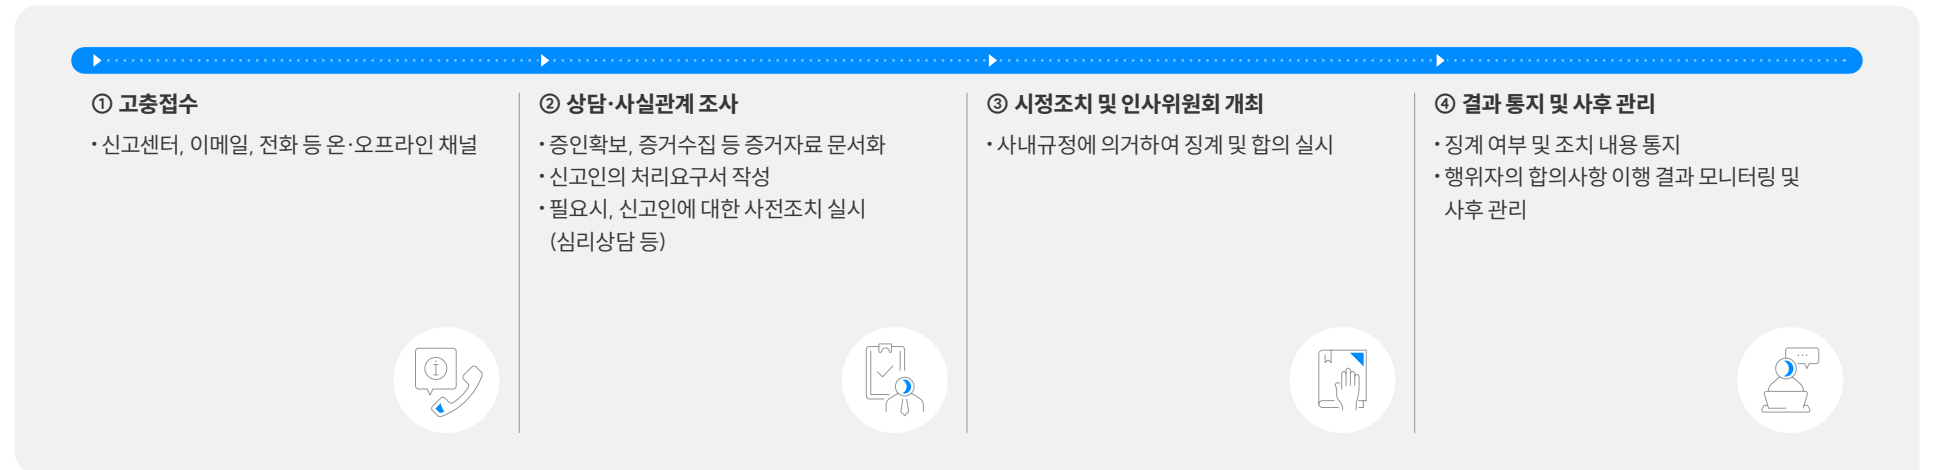 ① 고충접수
• 신고센터, 이메일, 전화 등 온·오프라인 채널
② 상담·사실관계 조사
• 증인확보, 증거수집 등 증거자료 문서화
• 신고인의 처리요구서 작성
• 필요시, 신고인에 대한 사전조치 실시
(심리상담 등)
③ 시정조치 및 인사위원회 개최
• 사내규정에 의거하여 징계 및 합의 실시
④ 결과 통지 및 사후 관리
• 징계 여부 및 조치 내용 통지
• 행위자의 합의사항 이행 결과 모니터링 및
사후 관리